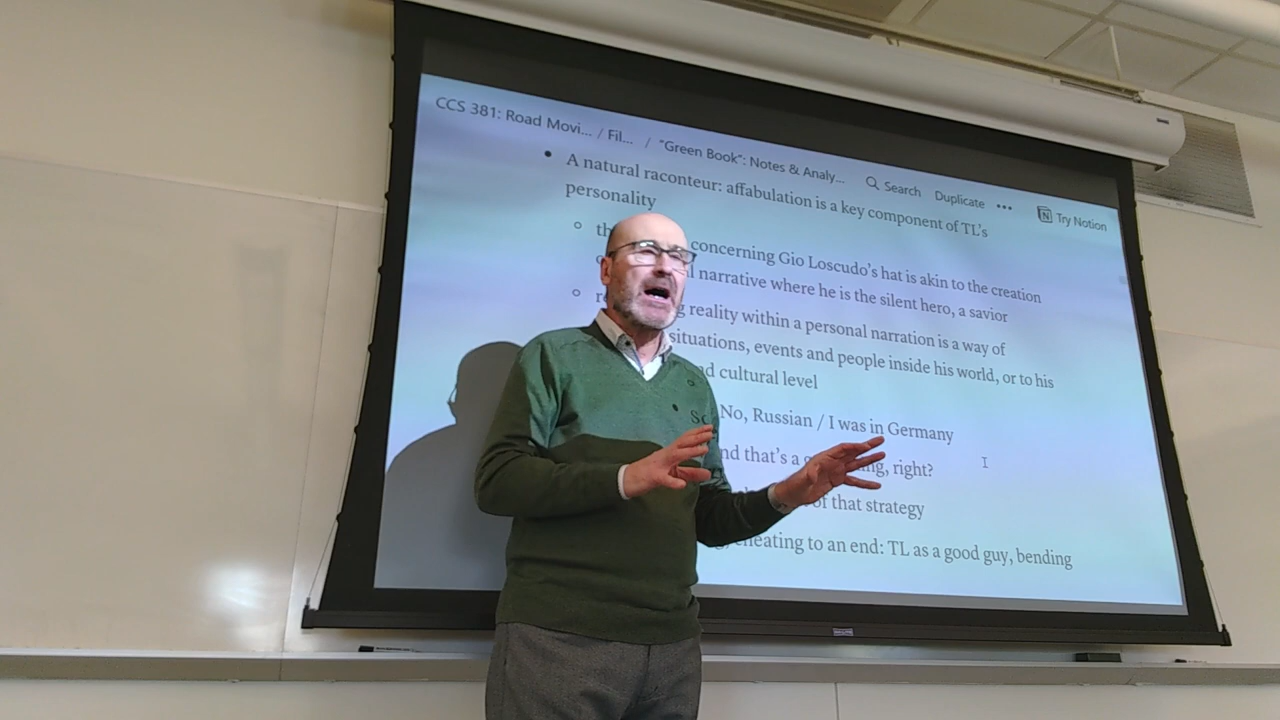 CCS 381: Road Movi... / Fil... / "Green Book": Notes & Analy... Search Duplicate ••• Try Notion
• A natural raconteur: affabulation is a key component of TL's
personality
concerning Gio Loscudo's hat is akin to the creation
narrative where he is the silent hero, a savior
reality within a personal narration is a way of
situations, events and people inside his world, or to his
cultural level
No, Russian / I was in Germany
that's a right?
of that strategy
cheating to an end: TL as a good guy, bending